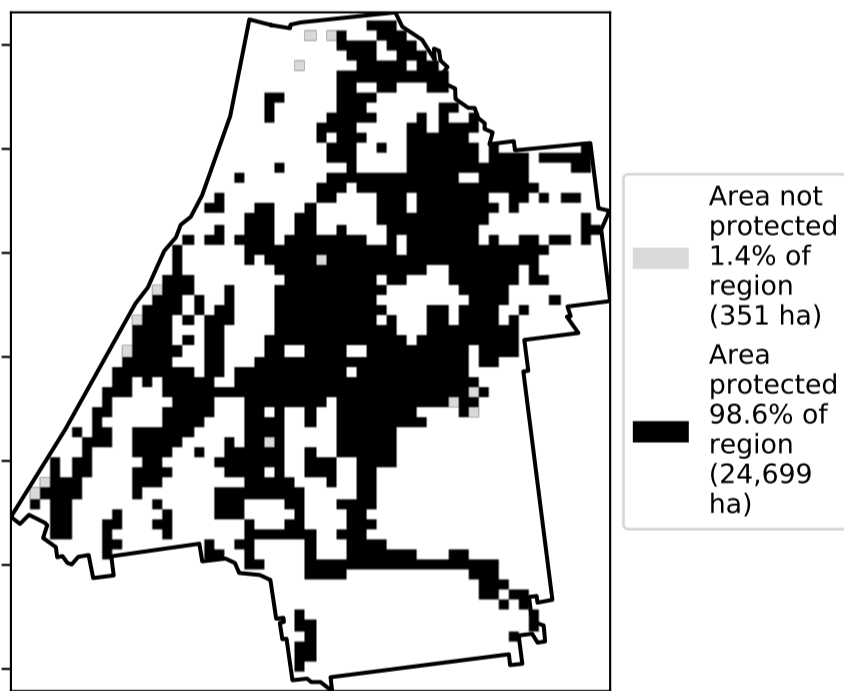 Area not
protected
1.4% of
region
(351 ha)
Area
protected
98.6% of
region
(24,699
ha)